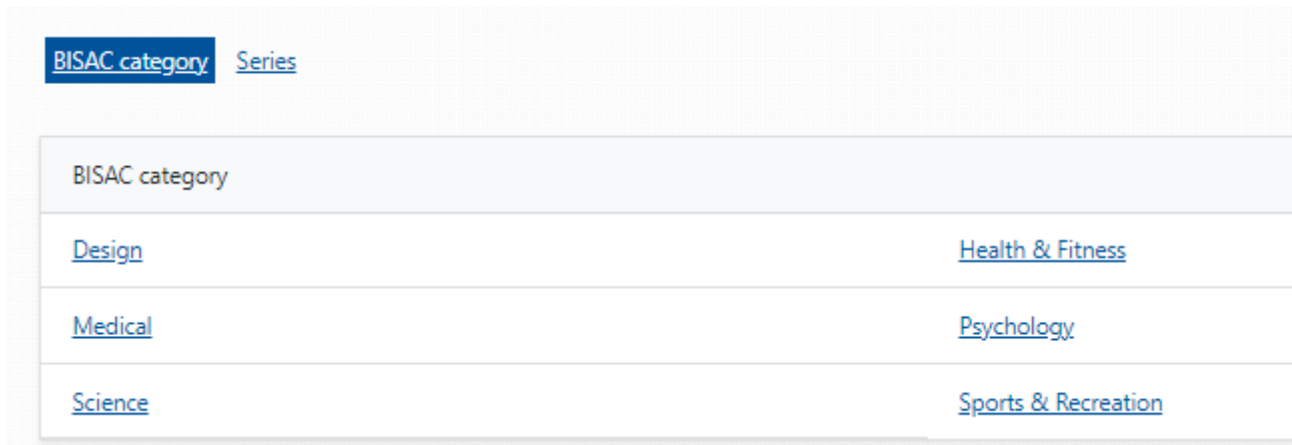 BISAC category Series
BISAC category
Design Health & Fitness
Medical Psychology
Science Sports & Recreation